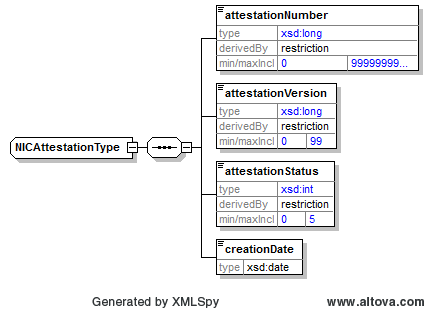 attestationNumber
type xsd:long
derivedBy restriction
min/maxIncl 0 99999999...
attestationVersion
type xsd:long
derivedBy restriction
min/maxIncl 0 99
NICAttestationType
attestationStatus
type xsd:int
derivedBy restriction
min/maxIncl 0 5
creationDate
type xsd:date
Generated by XMLSpy www.altova.com